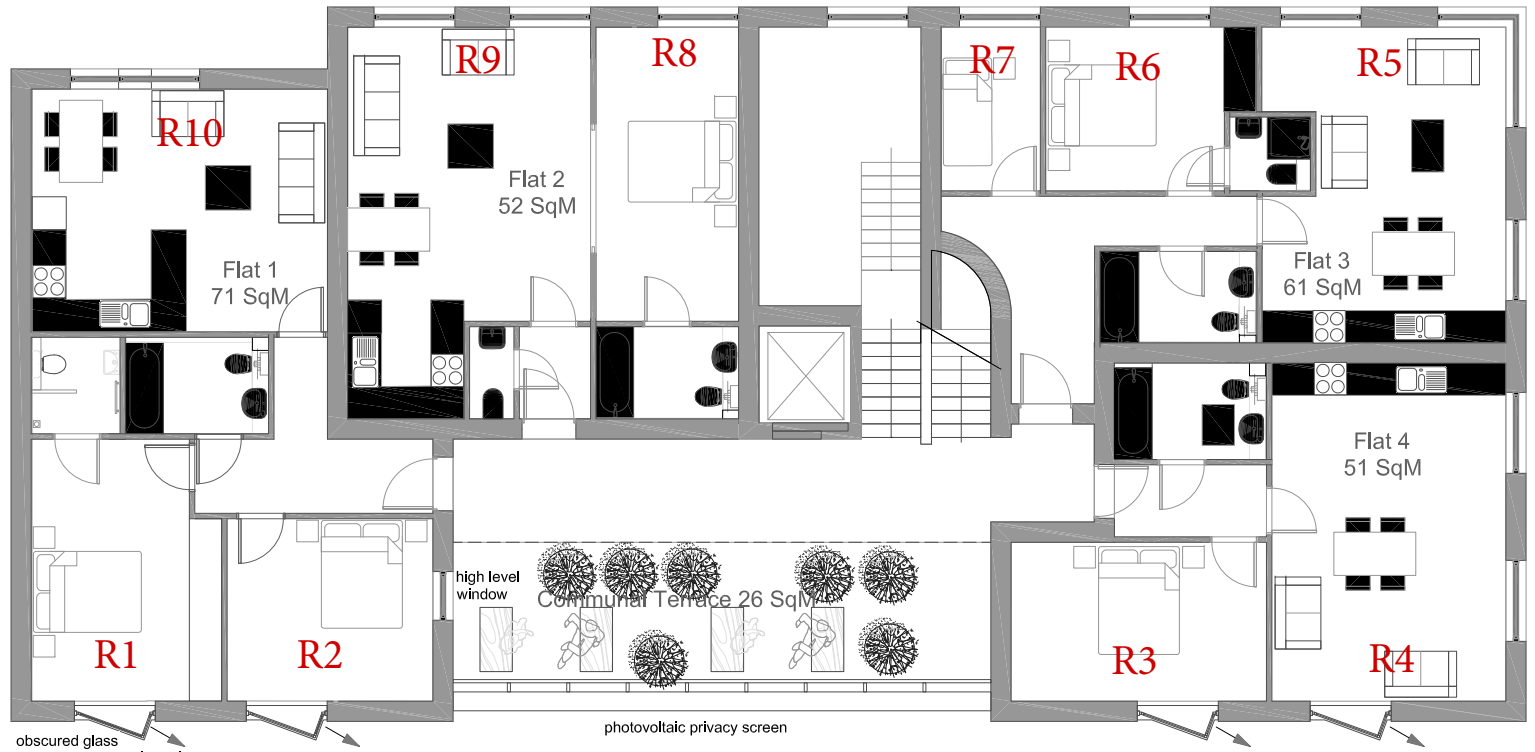 R9
R8
R7
R6
R5
R10
Flat 2
52 SqM
Flat 1
71 SqM
Flat 3
61 SqM
Flat 4
51 SqM
high level
window
Communal Terrace 26 SqM
R1
R2
R3
R4
photovoltaic privacy screen
obscured glass